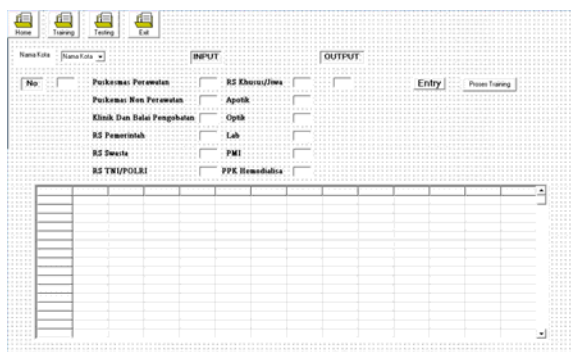 Home Training Testing Exit
Nama Kota Nama Kota INPUT OUTPUT
No Puskesmas Perawatan RS Khusus/Jiwa Entry Proses Training
Puskemas Non Perawatan Apotik
Klinik Dan Balai Pengobatan Optik
RS Pemerintah Lab
RS Swasta PMI
RS TNI/POLRI PPK Hemodialisa